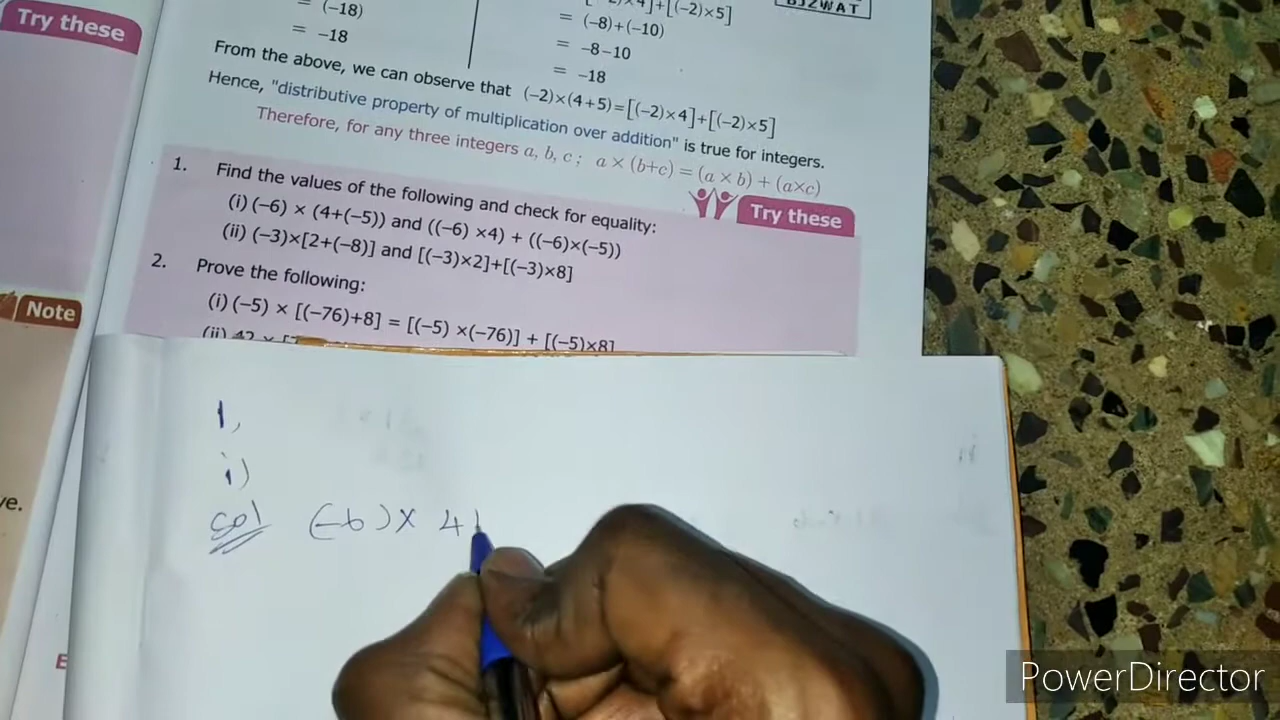 Try these
= (-18)
= -18
= (-8)+(-10)
= -8-10
= -18
From the above, we can observe that (-2)×(4+5)=[(-2)×4]+[(-2)×5]
Hence, "distributive property of multiplication over addition" is true for integers.
Therefore, for any three integers a, b, c ; a × (b+c) = (a × b) + (a×c)
Try these
1. Find the values of the following and check for equality:
(i) (-6) × (4+(-5)) and ((-6) ×4) + ((-6)×(-5))
(ii) (-3)×[2+(-8)] and [(-3)×2]+[(-3)×8]
2. Prove the following:
(i) (-5) × [(-76)+8] = [(-5) ×(-76)] + [(-5)×8]
(ii) 42 ×
Note
ve.
E
1,
i)
Sol (-6)× 4
PowerDirector